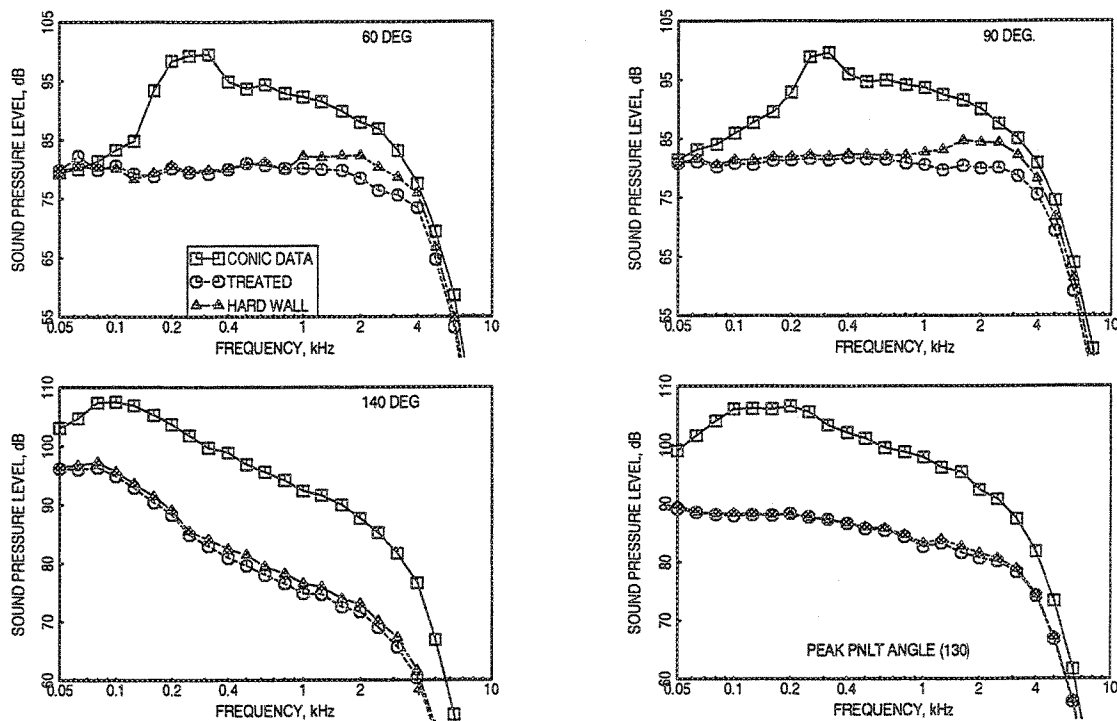 105
95
85
75
65
55
SOUND PRESSURE LEVEL, dB
60 DEG
CONIC DATA
TREATED
HARD WALL
0.05 0.1 0.2 0.4 1 2 4 10
FREQUENCY, kHz
105
95
85
75
65
55
SOUND PRESSURE LEVEL, dB
90 DEG.
0.05 0.1 0.2 0.4 1 2 4 10
FREQUENCY, kHz
110
100
90
80
70
60
SOUND PRESSURE LEVEL, dB
140 DEG
0.05 0.1 0.2 0.4 1 2 4 10
FREQUENCY, kHz
110
100
90
80
70
60
SOUND PRESSURE LEVEL, dB
PEAK PNLT ANGLE (130)
0.05 0.1 0.2 0.4 1 2 4 10
FREQUENCY, kHz